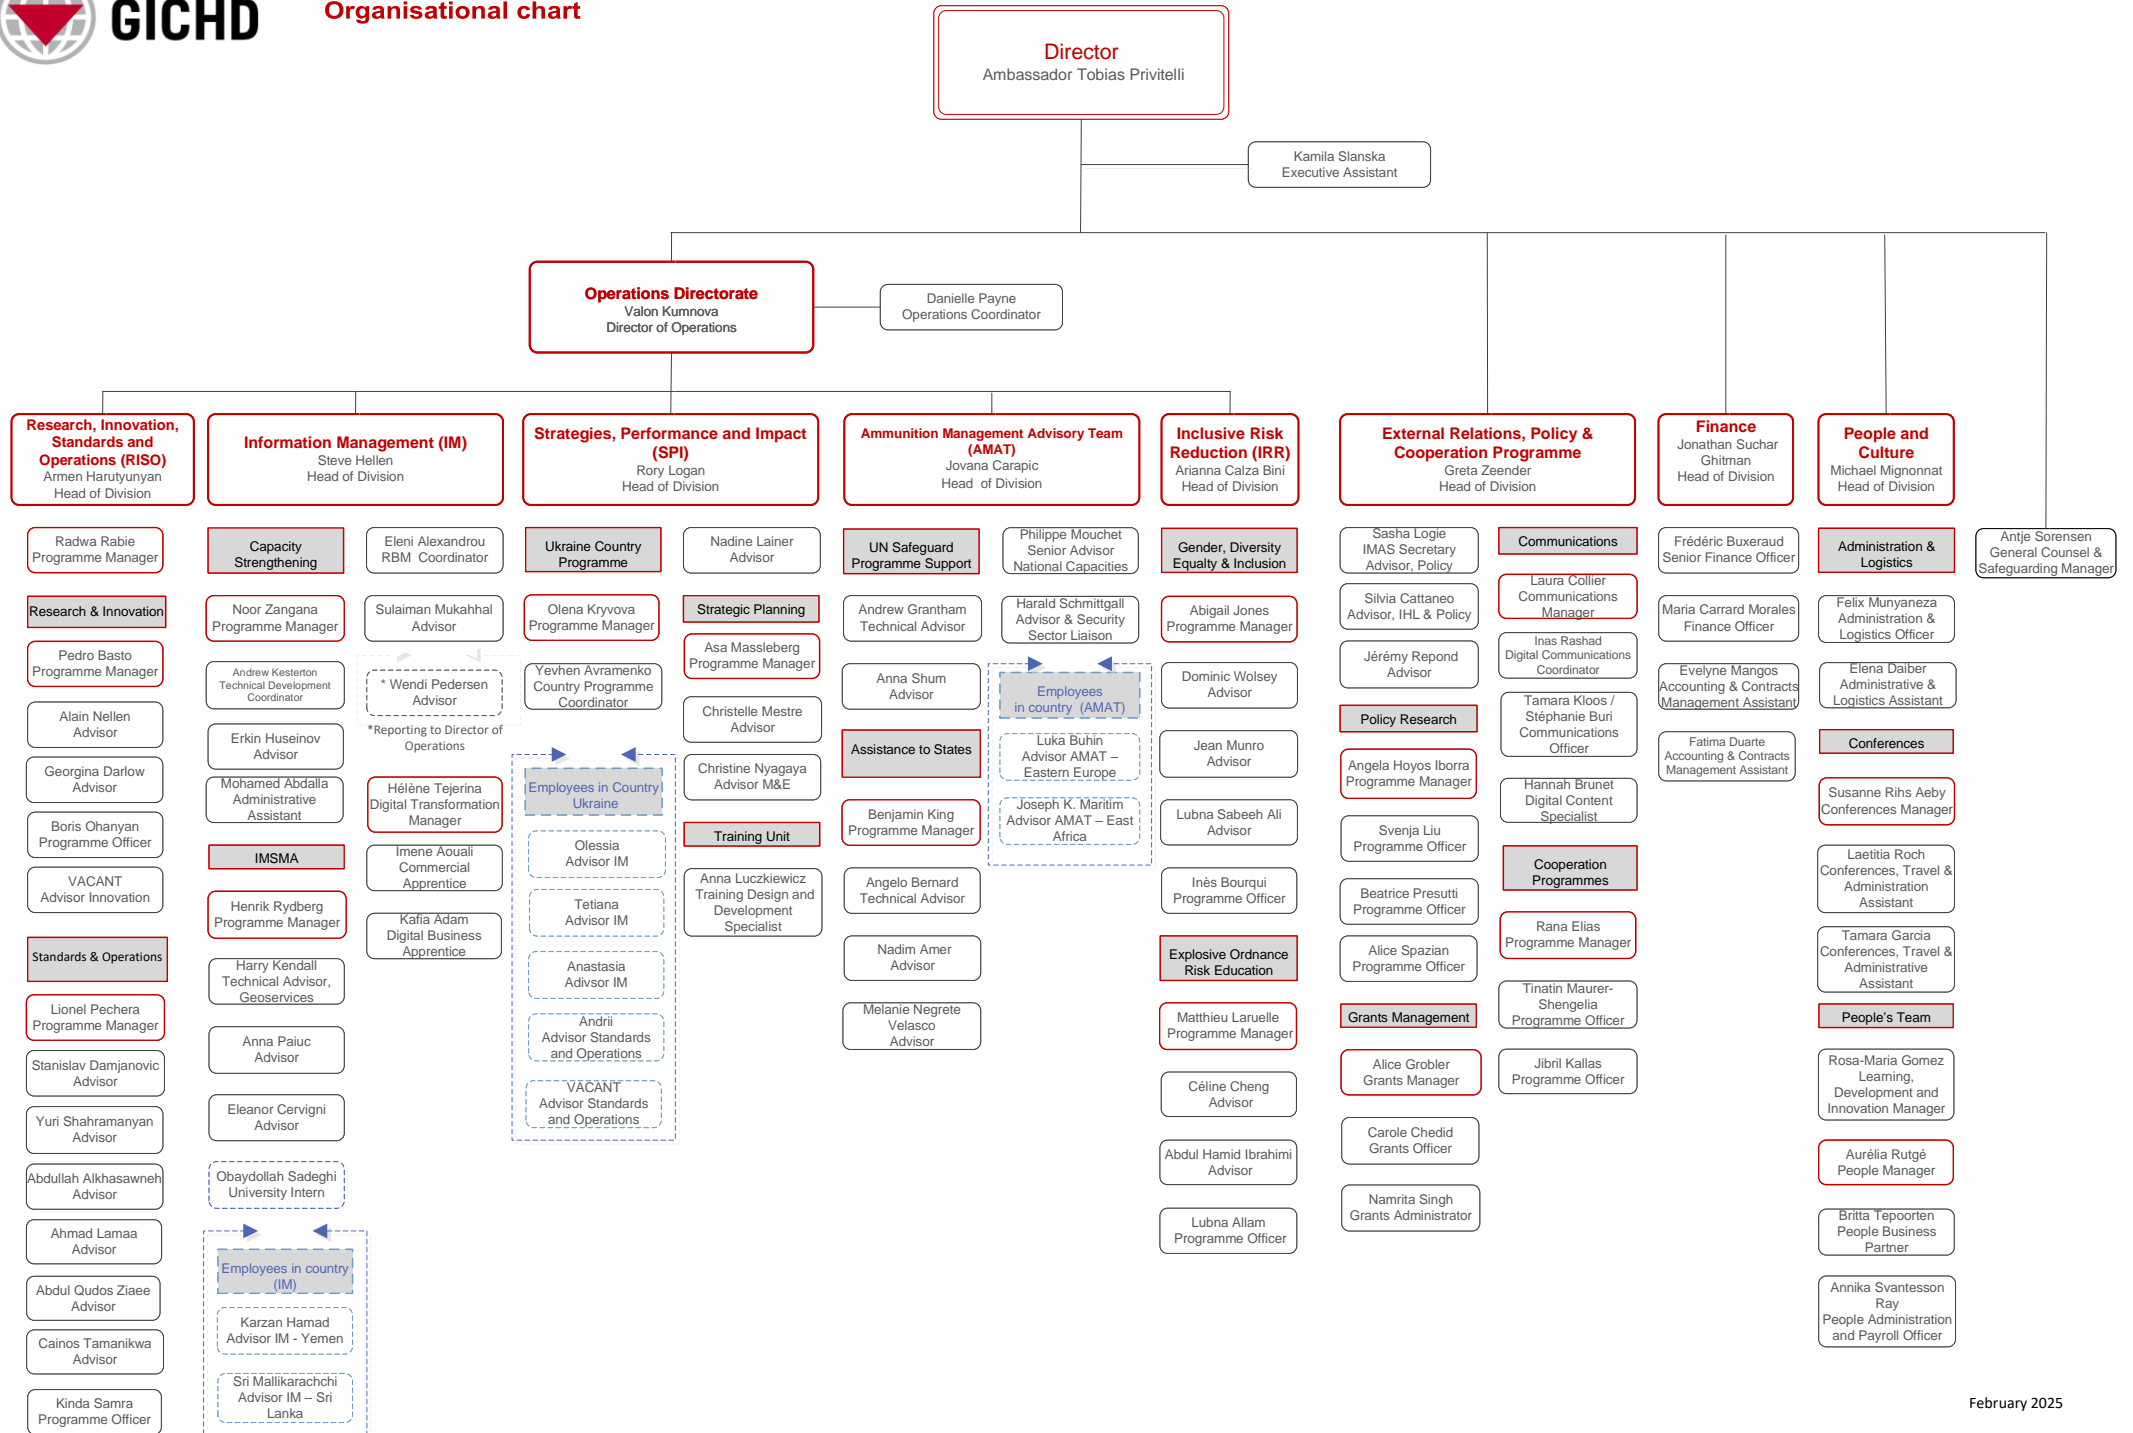 GICHD
Organisational chart
Director
Ambassador Tobias Privitelli
Kamila Slanska
Executive Assistant
Operations Directorate
Valon Kumnova
Director of Operations
Danielle Payne
Operations Coordinator
Research, Innovation,
Standards and
Operations (RISO)
Armen Harutyunyan
Head of Division
Radwa Rabie
Programme Manager
Research & Innovation
Pedro Basto
Programme Manager
Alain Nellen
Advisor
Georgina Darlow
Advisor
Boris Ohanyan
Programme Officer
VACANT
Advisor Innovation
Standards & Operations
Lionel Pechera
Programme Manager
Stanislav Damjanovic
Advisor
Yuri Shahramanyan
Advisor
Abdullah Alkhasawneh
Advisor
Ahmad Lamaa
Advisor
Abdul Qudos Ziaee
Advisor
Cainos Tamanikwa
Advisor
Kinda Samra
Programme Officer
Information Management (IM)
Steve Hellen
Head of Division
Capacity
Strengthening
Noor Zangana
Programme Manager
Andrew Kesterton
Technical Development
Coordinator
Erkin Huseinov
Advisor
Mohamed Abdalla
Administrative
Assistant
IMSMA
Henrik Rydberg
Programme Manager
Harry Kendall
Technical Advisor,
Geoservices
Anna Paiuc
Advisor
Eleanor Cervigni
Advisor
Obaydollah Sadeghi
University Intern
Employees in country
(IM)
Karzan Hamad
Advisor IM - Yemen
Sri Mallikarachchi
Advisor IM – Sri
Lanka
Eleni Alexandrou
RBM  Coordinator
Sulaiman Mukahhal
Advisor
* Wendi Pedersen
Advisor
*Reporting to Director of
Operations
Hélène Tejerina
Digital Transformation
Manager
Imene Aouali
Commercial
Apprentice
Kafia Adam
Digital Business
Apprentice
Strategies, Performance and Impact
(SPI)
Rory Logan
Head of Division
Ukraine Country
Programme
Olena Kryvova
Programme Manager
Yevhen Avramenko
Country Programme
Coordinator
Employees in Country
Ukraine
Olessia
Advisor IM
Tetiana
Advisor IM
Anastasia
Adivsor IM
Andrii
Advisor Standards
and Operations
VACANT
Advisor Standards
and Operations
Nadine Lainer
Advisor
Strategic Planning
Asa Massleberg
Programme Manager
Christelle Mestre
Advisor
Christine Nyagaya
Advisor M&E
Training Unit
Anna Luczkiewicz
Training Design and
Development
Specialist
Ammunition Management Advisory Team
(AMAT)
Jovana Carapic
Head  of Division
UN Safeguard
Programme Support
Andrew Grantham
Technical Advisor
Anna Shum
Advisor
Assistance to States
Benjamin King
Programme Manager
Angelo Bernard
Technical Advisor
Nadim Amer
Advisor
Melanie Negrete
Velasco
Advisor
Philippe Mouchet
Senior Advisor
National Capacities
Harald Schmittgall
Advisor & Security
Sector Liaison
Employees
in country  (AMAT)
Luka Buhin
Advisor AMAT –
Eastern Europe
Joseph K. Maritim
Advisor AMAT – East
Africa
Inclusive Risk
Reduction (IRR)
Arianna Calza Bini
Head of Division
Gender, Diversity
Equalty & Inclusion
Abigail Jones
Programme Manager
Dominic Wolsey
Advisor
Jean Munro
Advisor
Lubna Sabeeh Ali
Advisor
Inès Bourqui
Programme Officer
Explosive Ordnance
Risk Education
Matthieu Laruelle
Programme Manager
Céline Cheng
Advisor
Abdul Hamid Ibrahimi
Advisor
Lubna Allam
Programme Officer
External Relations, Policy &
Cooperation Programme
Greta Zeender
Head of Division
Sasha Logie
IMAS Secretary
Advisor, Policy
Silvia Cattaneo
Advisor, IHL & Policy
Jérémy Repond
Advisor
Policy Research
Angela Hoyos Iborra
Programme Manager
Svenja Liu
Programme Officer
Beatrice Presutti
Programme Officer
Alice Spazian
Programme Officer
Grants Management
Alice Grobler
Grants Manager
Carole Chedid
Grants Officer
Namrita Singh
Grants Administrator
Communications
Laura Collier
Communications
Manager
Inas Rashad
Digital Communications
Coordinator
Tamara Kloos /
Stéphanie Buri
Communications
Officer
Hannah Brunet
Digital Content
Specialist
Cooperation
Programmes
Rana Elias
Programme Manager
Tinatin Maurer-
Shengelia
Programme Officer
Jibril Kallas
Programme Officer
Finance
Jonathan Suchar
Ghitman
Head of Division
Frédéric Buxeraud
Senior Finance Officer
Maria Carrard Morales
Finance Officer
Evelyne Mangos
Accounting & Contracts
Management Assistant
Fatima Duarte
Accounting & Contracts
Management Assistant
People and
Culture
Michael Mignonnat
Head of Division
Administration &
Logistics
Felix Munyaneza
Administration &
Logistics Officer
Elena Daiber
Administrative &
Logistics Assistant
Conferences
Susanne Rihs Aeby
Conferences Manager
Laetitia Roch
Conferences, Travel &
Administration
Assistant
Tamara Garcia
Conferences, Travel &
Administrative
Assistant
People's Team
Rosa-Maria Gomez
Learning,
Development and
Innovation Manager
Aurélia Rutgé
People Manager
Britta Tepoorten
People Business
Partner
Annika Svantesson
Ray
People Administration
and Payroll Officer
Antje Sorensen
General Counsel &
Safeguarding Manager
February 2025